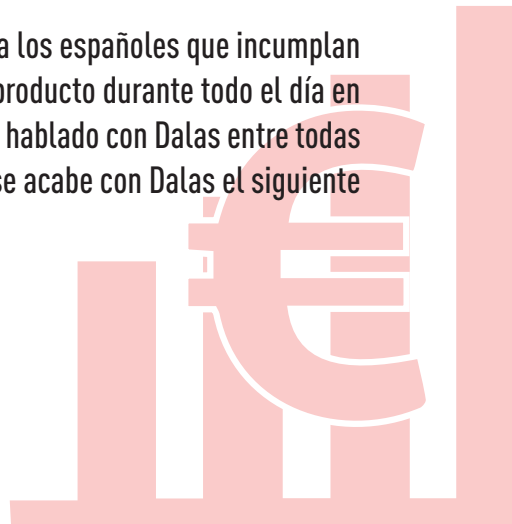 a los españoles que incumplan
producto durante todo el día en
hablado con Dalas entre todas
se acabe con Dalas el siguiente
€